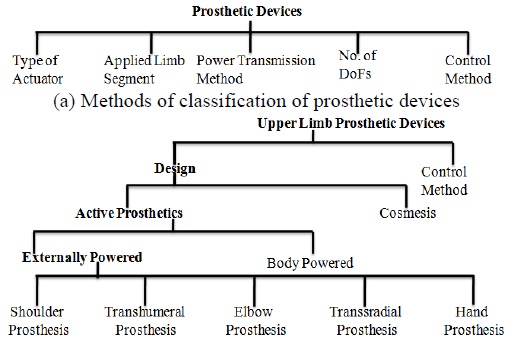 Prosthetic Devices
Type of Actuator
Applied Limb Segment
Power Transmission Method
No. of DoFs
Control Method
(a) Methods of classification of prosthetic devices
Upper Limb Prosthetic Devices
Design
Control Method
Active Prosthetics
Cosmesis
Externally Powered
Body Powered
Shoulder Prosthesis
Transhumeral Prosthesis
Elbow Prosthesis
Transsradial Prosthesis
Hand Prosthesis